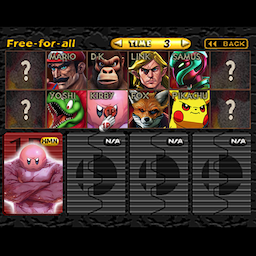 Free-for-all TIME 3 BACK
? MARIO D·K LINK SAMUS ?
? YOSHI KIRBY FOX PIKACHU ?
HMN N/A N/A N/A